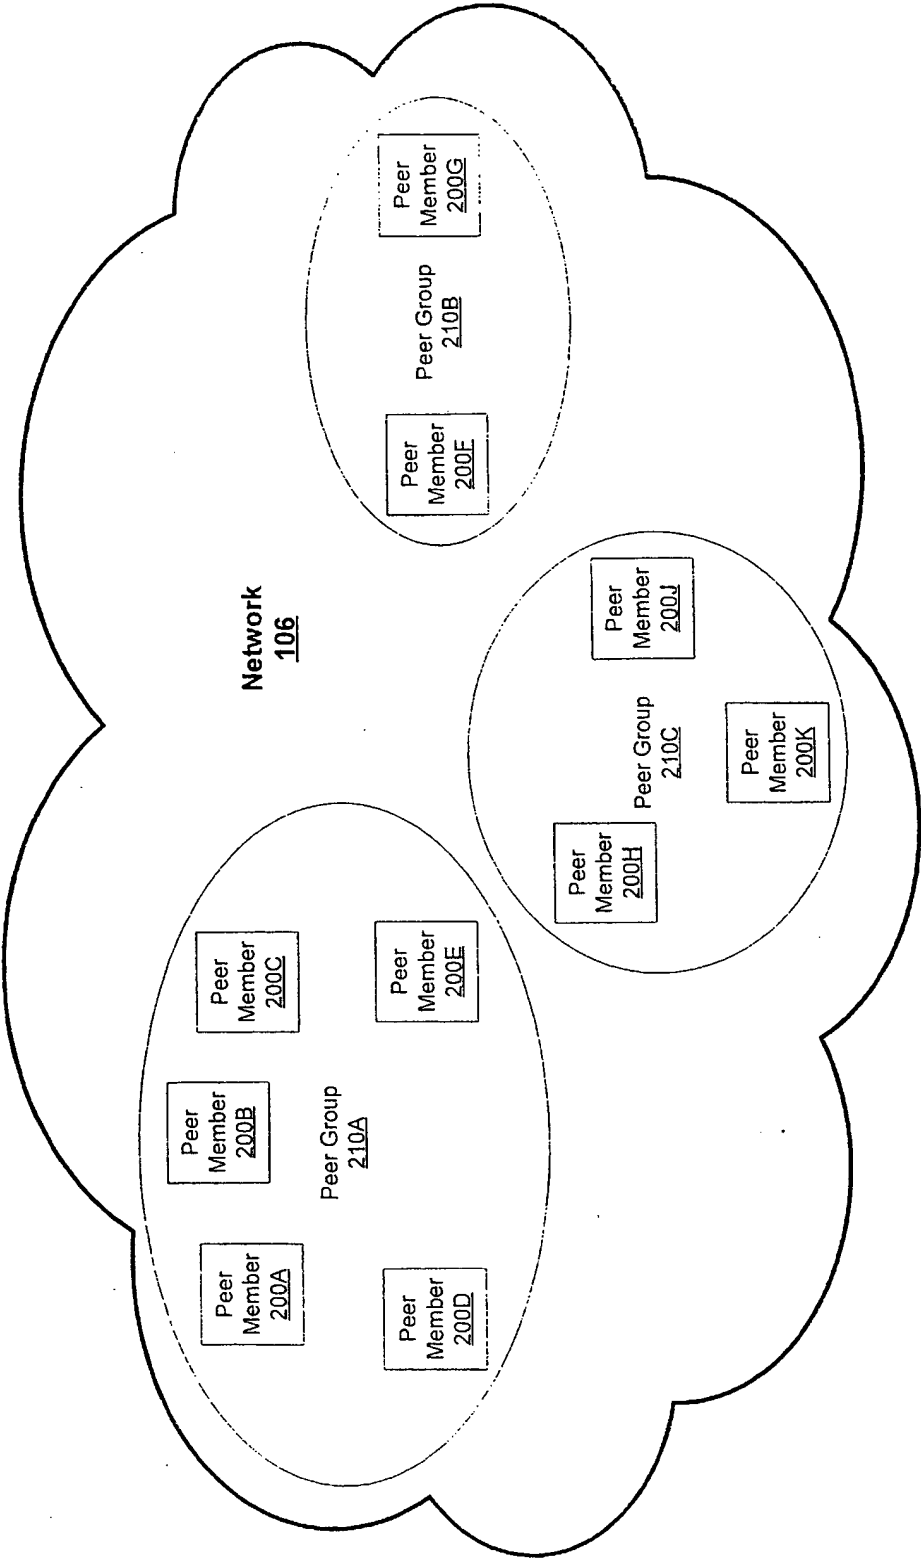 Network
106
Peer
Member
200A
Peer
Member
200B
Peer
Member
200C
Peer Group
210A
Peer
Member
200D
Peer
Member
200E
Peer
Member
200F
Peer Group
210B
Peer
Member
200G
Peer
Member
200H
Peer Group
210C
Peer
Member
200J
Peer
Member
200K